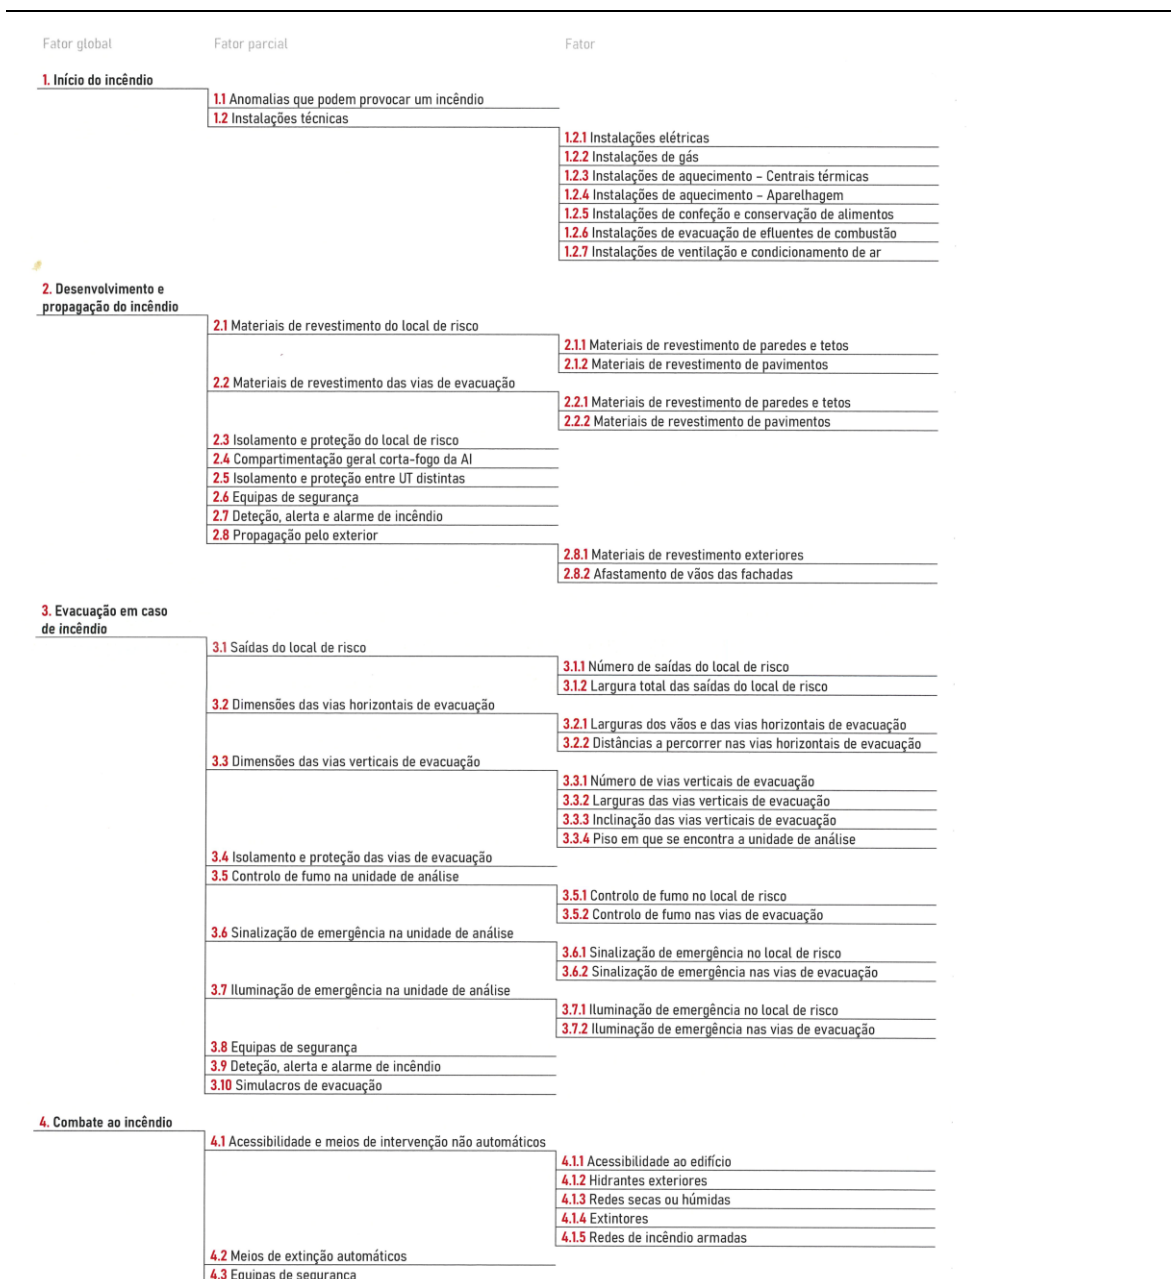 Fator global Fator parcial Fator
1. Início do incêndio
1.1 Anomalias que podem provocar um incêndio
1.2 Instalações técnicas
1.2.1 Instalações elétricas
1.2.2 Instalações de gás
1.2.3 Instalações de aquecimento – Centrais térmicas
1.2.4 Instalações de aquecimento – Aparelhagem
1.2.5 Instalações de confeção e conservação de alimentos
1.2.6 Instalações de evacuação de efluentes de combustão
1.2.7 Instalações de ventilação e condicionamento de ar
2. Desenvolvimento e
propagação do incêndio
2.1 Materiais de revestimento do local de risco
2.1.1 Materiais de revestimento de paredes e tetos
2.1.2 Materiais de revestimento de pavimentos
2.2 Materiais de revestimento das vias de evacuação
2.2.1 Materiais de revestimento de paredes e tetos
2.2.2 Materiais de revestimento de pavimentos
2.3 Isolamento e proteção do local de risco
2.4 Compartimentação geral corta-fogo da AI
2.5 Isolamento e proteção entre UT distintas
2.6 Equipas de segurança
2.7 Deteção, alerta e alarme de incêndio
2.8 Propagação pelo exterior
2.8.1 Materiais de revestimento exteriores
2.8.2 Afastamento de vãos das fachadas
3. Evacuação em caso
de incêndio
3.1 Saídas do local de risco
3.1.1 Número de saídas do local de risco
3.1.2 Largura total das saídas do local de risco
3.2 Dimensões das vias horizontais de evacuação
3.2.1 Larguras dos vãos e das vias horizontais de evacuação
3.2.2 Distâncias a percorrer nas vias horizontais de evacuação
3.3 Dimensões das vias verticais de evacuação
3.3.1 Número de vias verticais de evacuação
3.3.2 Larguras das vias verticais de evacuação
3.3.3 Inclinação das vias verticais de evacuação
3.3.4 Piso em que se encontra a unidade de análise
3.4 Isolamento e proteção das vias de evacuação
3.5 Controlo de fumo na unidade de análise
3.5.1 Controlo de fumo no local de risco
3.5.2 Controlo de fumo nas vias de evacuação
3.6 Sinalização de emergência na unidade de análise
3.6.1 Sinalização de emergência no local de risco
3.6.2 Sinalização de emergência nas vias de evacuação
3.7 Iluminação de emergência na unidade de análise
3.7.1 Iluminação de emergência no local de risco
3.7.2 Iluminação de emergência nas vias de evacuação
3.8 Equipas de segurança
3.9 Deteção, alerta e alarme de incêndio
3.10 Simulacros de evacuação
4. Combate ao incêndio
4.1 Acessibilidade e meios de intervenção não automáticos
4.1.1 Acessibilidade ao edifício
4.1.2 Hidrantes exteriores
4.1.3 Redes secas ou húmidas
4.1.4 Extintores
4.1.5 Redes de incêndio armadas
4.2 Meios de extinção automáticos
4.3 Equipas de segurança